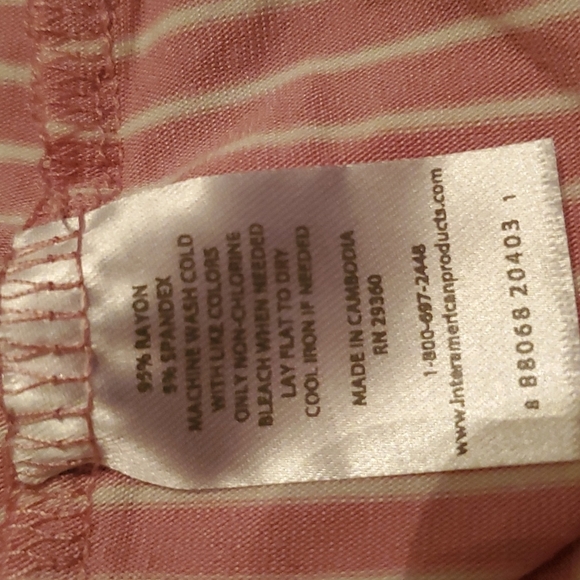 95% RAYON
5% SPANDEX
MACHINE WASH COLD
WITH LIKE COLORS
ONLY NON-CHLORINE
BLEACH WHEN NEEDED
LAY FLAT TO DRY
COOL IRON IF NEEDED
MADE IN CAMBODIA
RN 29360
1-800-697-2448
www.interamericanproducts.com
8 88068 20403 1